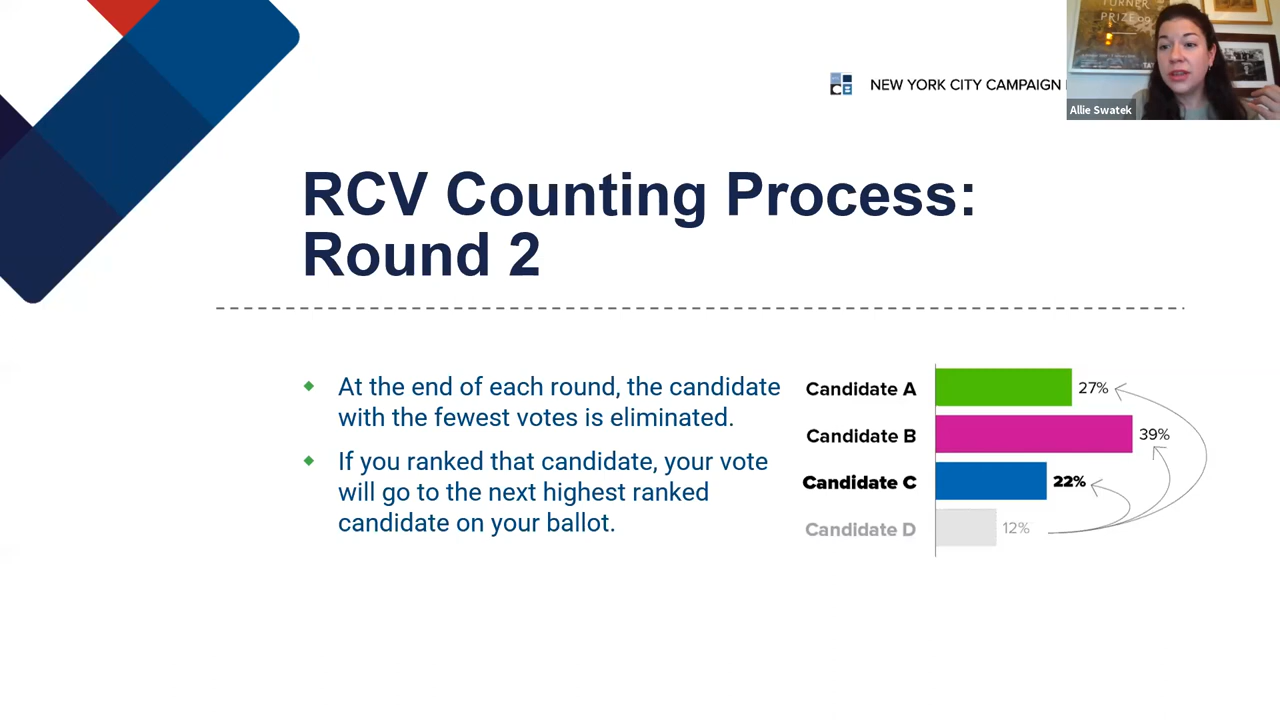 TURNER
PRIZE
NEW YORK CITY CAMPAIGN
Allie Swatek
RCV Counting Process:
Round 2
At the end of each round, the candidate
with the fewest votes is eliminated.
If you ranked that candidate, your vote
will go to the next highest ranked
candidate on your ballot.
Candidate A 27%
Candidate B 39%
Candidate C 22%
Candidate D 12%